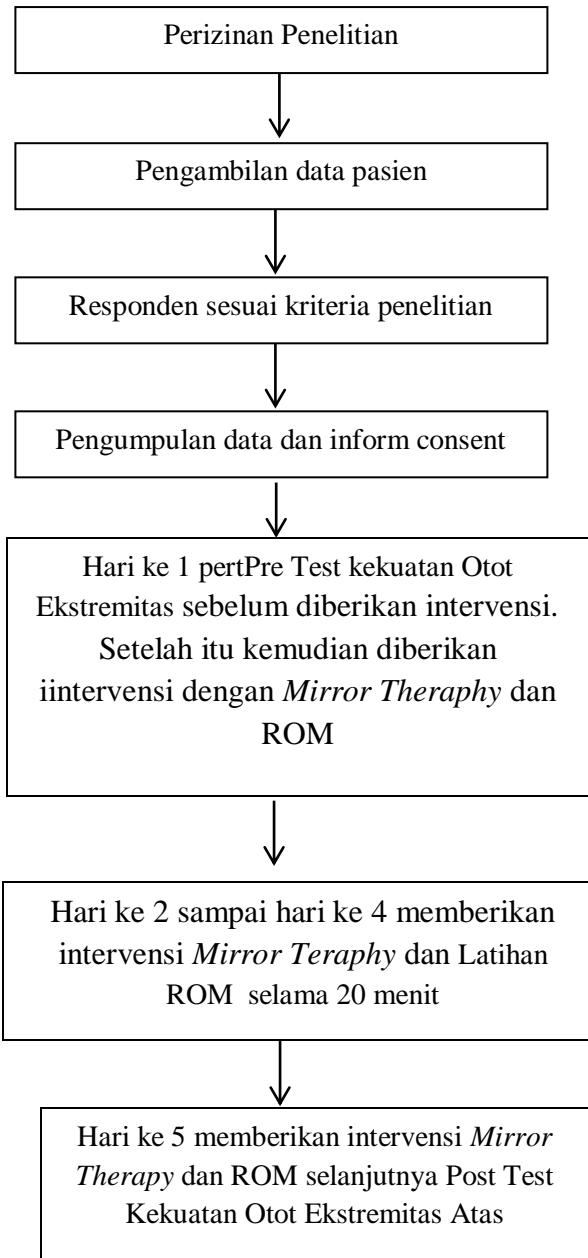 Perizinan Penelitian
Pengambilan data pasien
Responden sesuai kriteria penelitian
Pengumpulan data dan inform consent
Hari ke 1 pertPre Test kekuatan Otot
Ekstremitas sebelum diberikan intervensi.
Setelah itu kemudian diberikan
iintervensi dengan Mirror Theraphy dan
ROM
Hari ke 2 sampai hari ke 4 memberikan
intervensi Mirror Teraphy dan Latihan
ROM selama 20 menit
Hari ke 5 memberikan intervensi Mirror
Therapy dan ROM selanjutnya Post Test
Kekuatan Otot Ekstremitas Atas